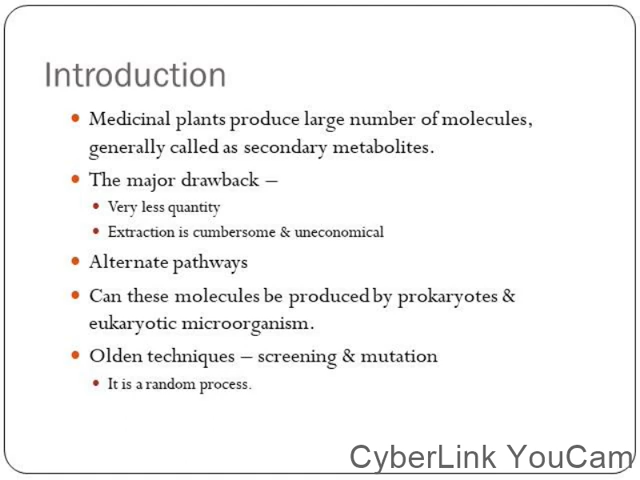 Introduction
• Medicinal plants produce large number of molecules,
generally called as secondary metabolites.
• The major drawback –
• Very less quantity
• Extraction is cumbersome & uneconomical
• Alternate pathways
• Can these molecules be produced by prokaryotes &
eukaryotic microorganism.
• Olden techniques – screening & mutation
• It is a random process.
CyberLink YouCam